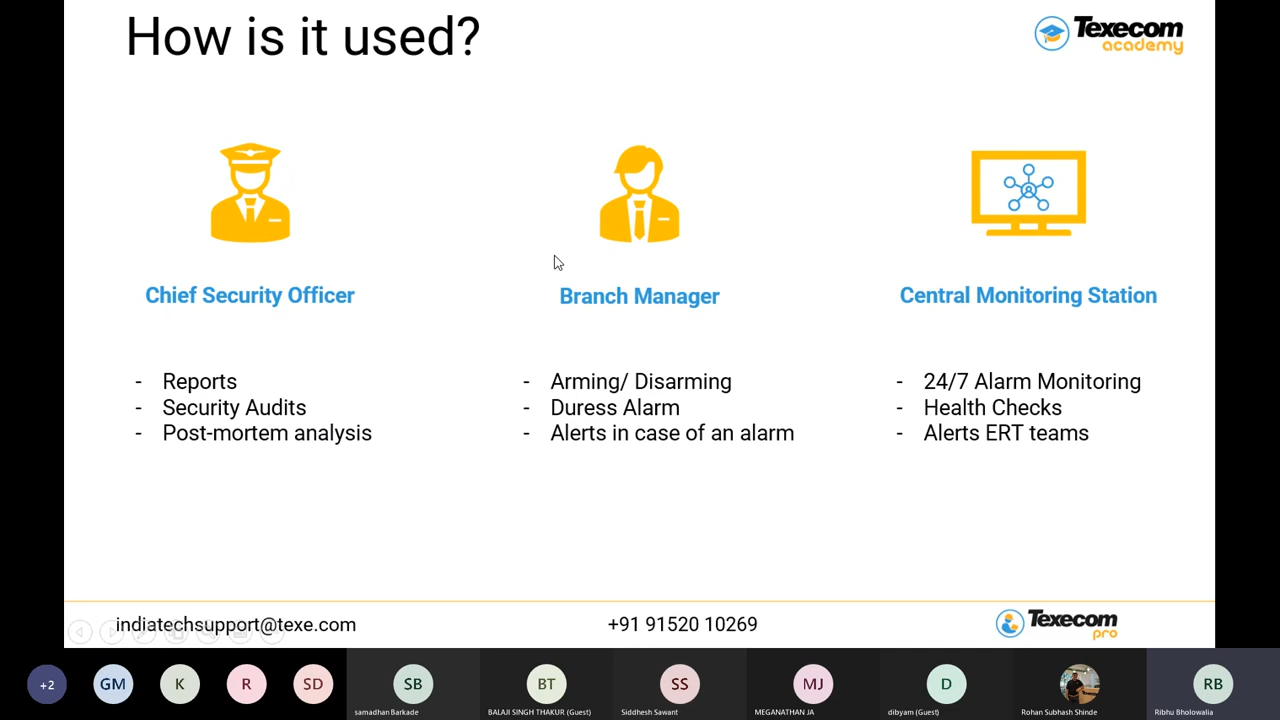 How is it used?
Texecom
academy
Chief Security Officer
Branch Manager
Central Monitoring Station
- Reports
- Security Audits
- Post-mortem analysis
- Arming/ Disarming
- Duress Alarm
- Alerts in case of an alarm
- 24/7 Alarm Monitoring
- Health Checks
- Alerts ERT teams
indiatechsupport@texe.com
+91 91520 10269
Texecom
pro
+2
GM
K
R
SD
SB
BT
SS
MJ
D
RB
samadhan Barkade
BALAJI SINGH THAKUR (Guest)
Siddhesh Sawant
MEGANATHAN JA
dibyam (Guest)
Rohan Subhash Shinde
Ribhu Bholowalia